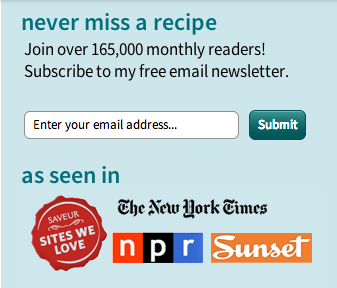 never miss a recipe
Join over 165,000 monthly readers!
Subscribe to my free email newsletter.
Enter your email address...
Submit
as seen in
SAVEUR
SITES WE
LOVE
The New York Times
npr
Sunset